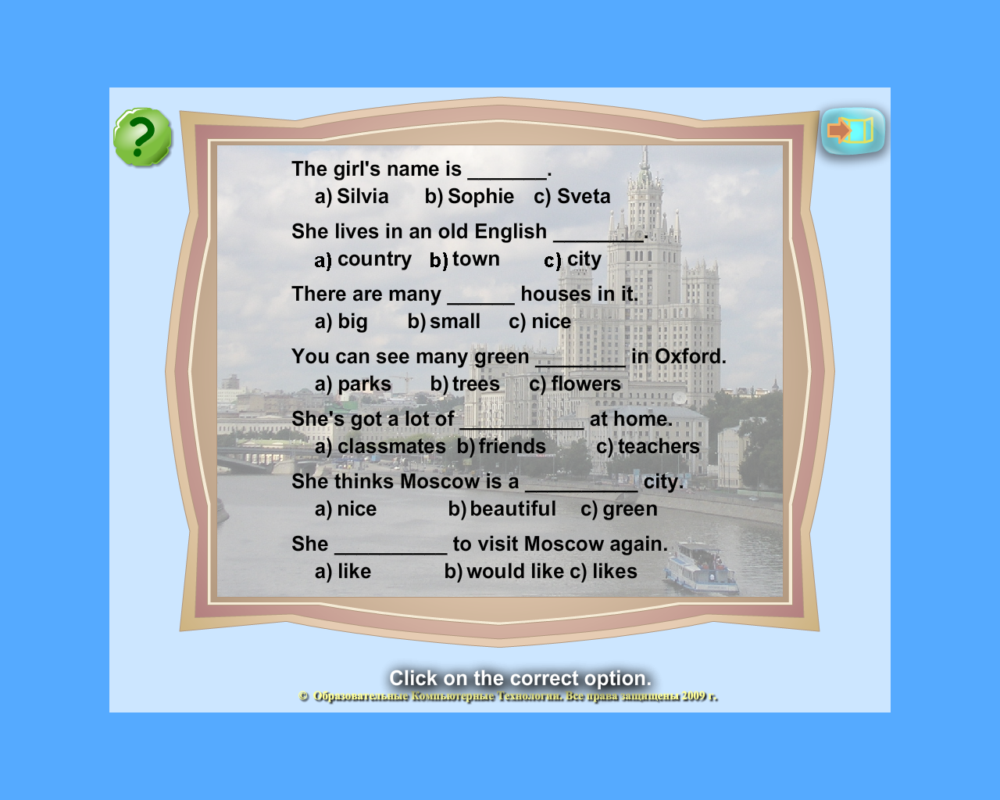 The girl's name is _______.
a) Silvia b) Sophie c) Sveta
She lives in an old English ________.
a) country b) town c) city
There are many ______ houses in it.
a) big b) small c) nice
You can see many green ________ in Oxford.
a) parks b) trees c) flowers
She's got a lot of ___________ at home.
a) classmates b) friends c) teachers
She thinks Moscow is a __________ city.
a) nice b) beautiful c) green
She __________ to visit Moscow again.
a) like b) would like c) likes
Click on the correct option.
© Образовательные Компьютерные Технологии. Все права защищены 2009 г.